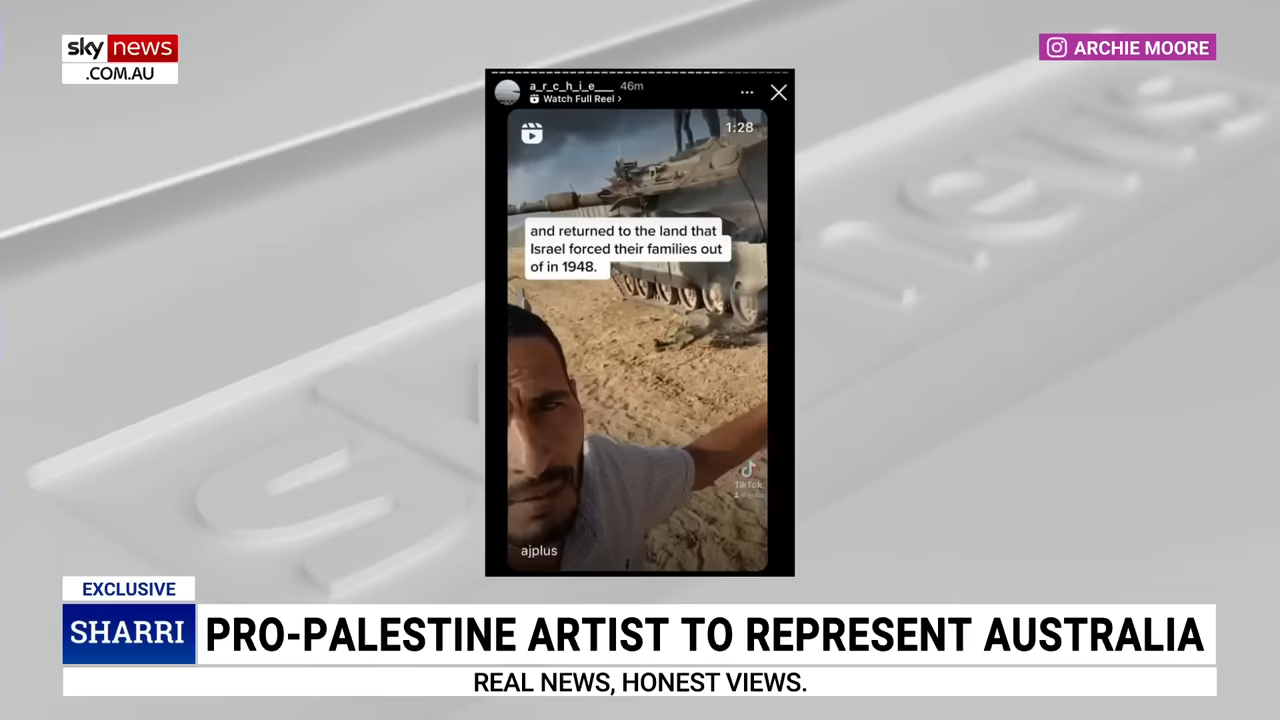 sky news
.COM.AU
ARCHIE MOORE
a_r_c_h_i_e___ 46m
Watch Full Reel >
1:28
and returned to the land that
Israel forced their families out
of in 1948.
TikTok
ajplus
EXCLUSIVE
SHARRI
PRO-PALESTINE ARTIST TO REPRESENT AUSTRALIA
REAL NEWS, HONEST VIEWS.